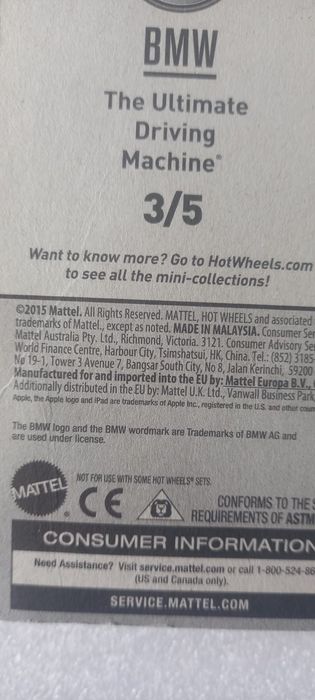 BMW
The Ultimate
Driving
Machine®
3/5
Want to know more? Go to HotWheels.com
to see all the mini-collections!
©2015 Mattel. All Rights Reserved. MATTEL, HOT WHEELS and associated
trademarks of Mattel., except as noted. MADE IN MALAYSIA. Consumer Ser
Mattel Australia Pty. Ltd., Richmond, Victoria. 3121. Consumer Advisory Ser
World Finance Centre, Harbour City, Tsimshatsui, HK, China. Tel.: (852) 3185-
No 19-1, Tower 3 Avenue 7, Bangsar South City, No 8, Jalan Kerinchi, 59200
Manufactured for and imported into the EU by: Mattel Europa B.V.,
Additionally distributed in the EU by: Mattel U.K. Ltd., Vanwall Business Park
Apple, the Apple logo and iPad are trademarks of Apple Inc., registered in the U.S. and other coun
The BMW logo and the BMW wordmark are Trademarks of BMW AG and
are used under license.
NOT FOR USE WITH SOME HOT WHEELS® SETS.
MATTEL
CE
CONFORMS TO THE S
REQUIREMENTS OF ASTM
CONSUMER INFORMATION
Need Assistance? Visit service.mattel.com or call 1-800-524-86
(US and Canada only).
SERVICE.MATTEL.COM